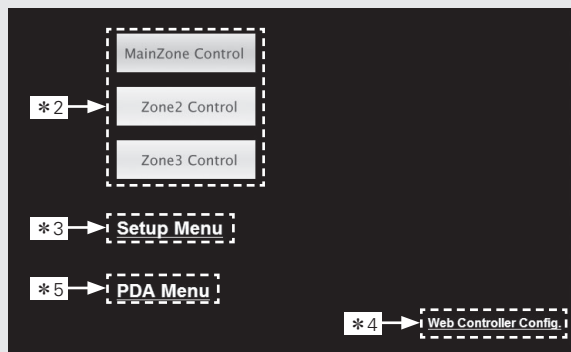 MainZone Control
✻2 Zone2 Control
Zone3 Control
✻3 Setup Menu
✻5 PDA Menu
✻4 Web Controller Config.